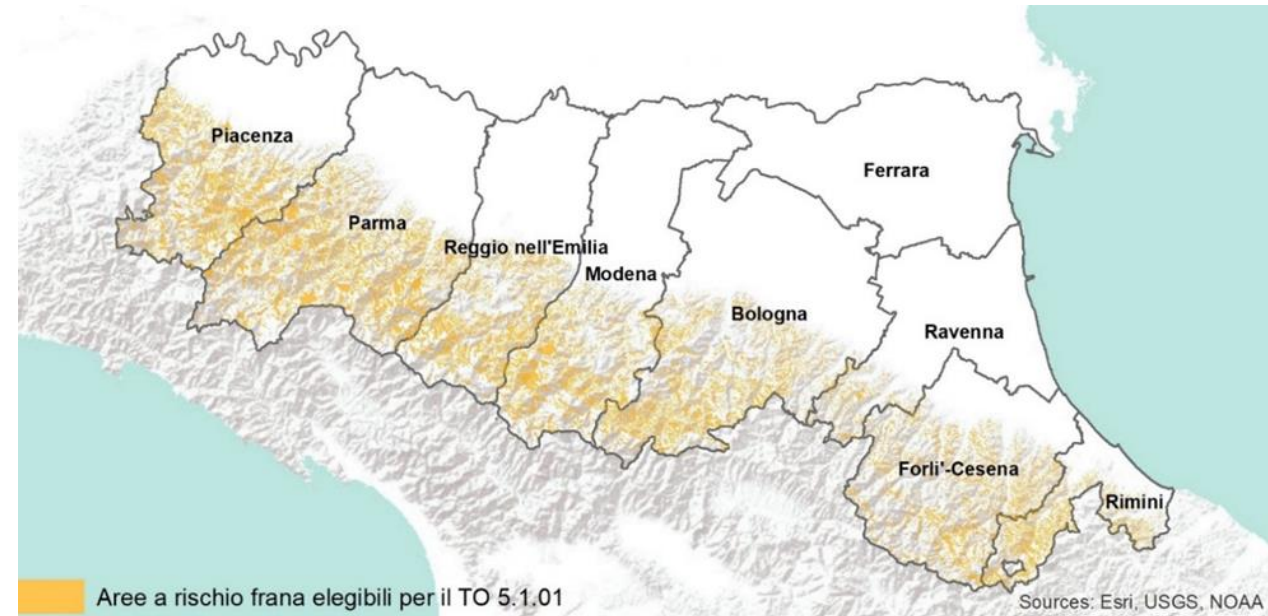 Piacenza
Ferrara
Parma
Reggio nell'Emilia
Modena
Bologna
Ravenna
Forli'-Cesena
Rimini
Aree a rischio frana elegibili per il TO 5.1.01
Sources: Esri, USGS, NOAA